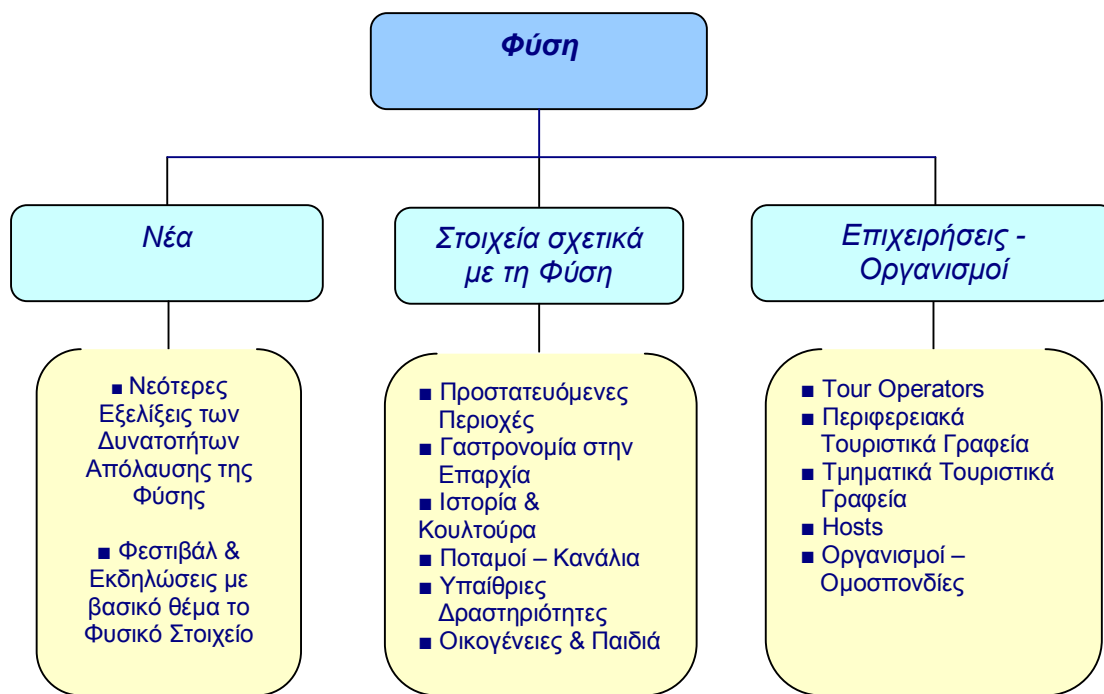 Φύση
Νέα
Στοιχεία σχετικά
με τη Φύση
Επιχειρήσεις -
Οργανισμοί
■ Νεότερες
Εξελίξεις των
Δυνατοτήτων
Απόλαυσης της
Φύσης
■ Φεστιβάλ &
Εκδηλώσεις με
βασικό θέμα το
Φυσικό Στοιχείο
■ Προστατευόμενες
Περιοχές
■ Γαστρονομία στην
Επαρχία
■ Ιστορία &
Κουλτούρα
■ Ποταμοί – Κανάλια
■ Υπαίθριες
Δραστηριότητες
■ Οικογένειες & Παιδιά
■ Tour Operators
■ Περιφερειακά
Τουριστικά Γραφεία
■ Τμηματικά Τουριστικά
Γραφεία
■ Hosts
■ Οργανισμοί –
Ομοσπονδίες